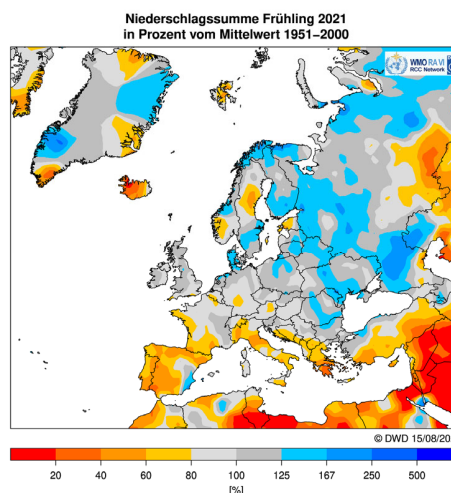 Niederschlagssumme Frühling 2021
in Prozent vom Mittelwert 1951−2000
WMO RA VI
RCC Network
© DWD 15/08/20
20 40 60 80 100 125 167 250 500
[%]